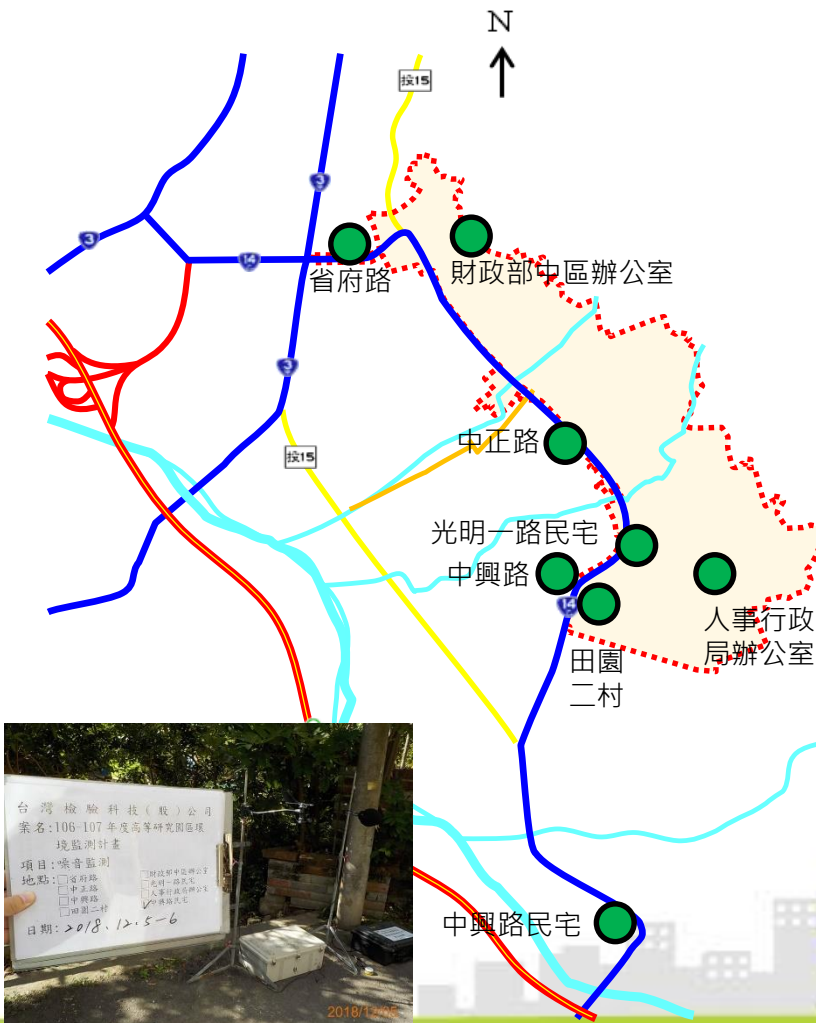 N
投15
3
3
14
省府路
財政部中區辦公室
3
投15
中正路
光明一路民宅
中興路
14
人事行政
局辦公室
田園
二村
中興路民宅
台灣檢驗科技(股)公司
案名:106-107年度高等研究園區環
境監測計畫
項目:噪音監測
地點:□省府路 □財政部中區辦公室
□中正路 □光明一路民宅
□中興路 □人事行政局辦公室
□田園二村 ☑中興路民宅
日期:2018.12.5-6
2018/12/05